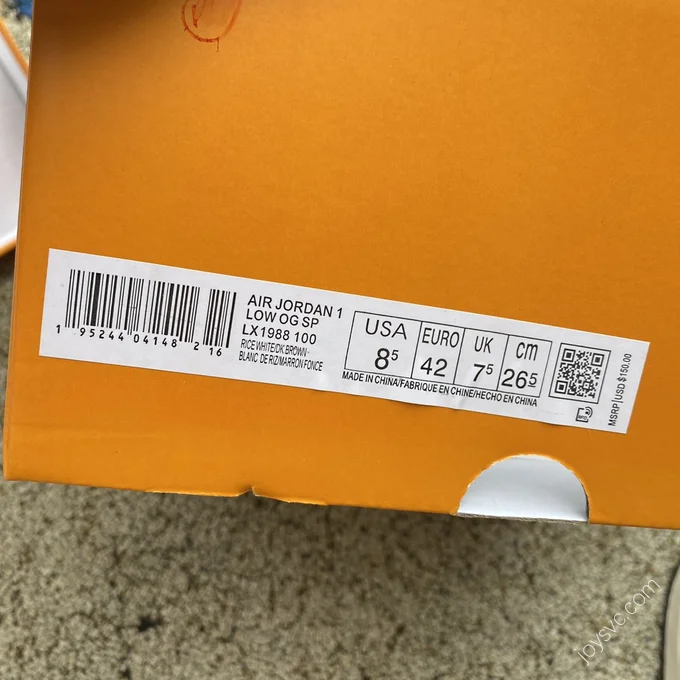 1 95244 04148 2 16
AIR JORDAN 1
LOW OG SP
LX1988 100
RICE WHITE/DK BROWN-
BLANC DE RIZ/MARRON FONCE
USA
8⁵
EURO
42
UK
7⁵
cm
26⁵
MADE IN CHINA/FABRIQUE EN CHINE/HECHO EN CHINA
MSRP|USD $150.00
joysvc.com